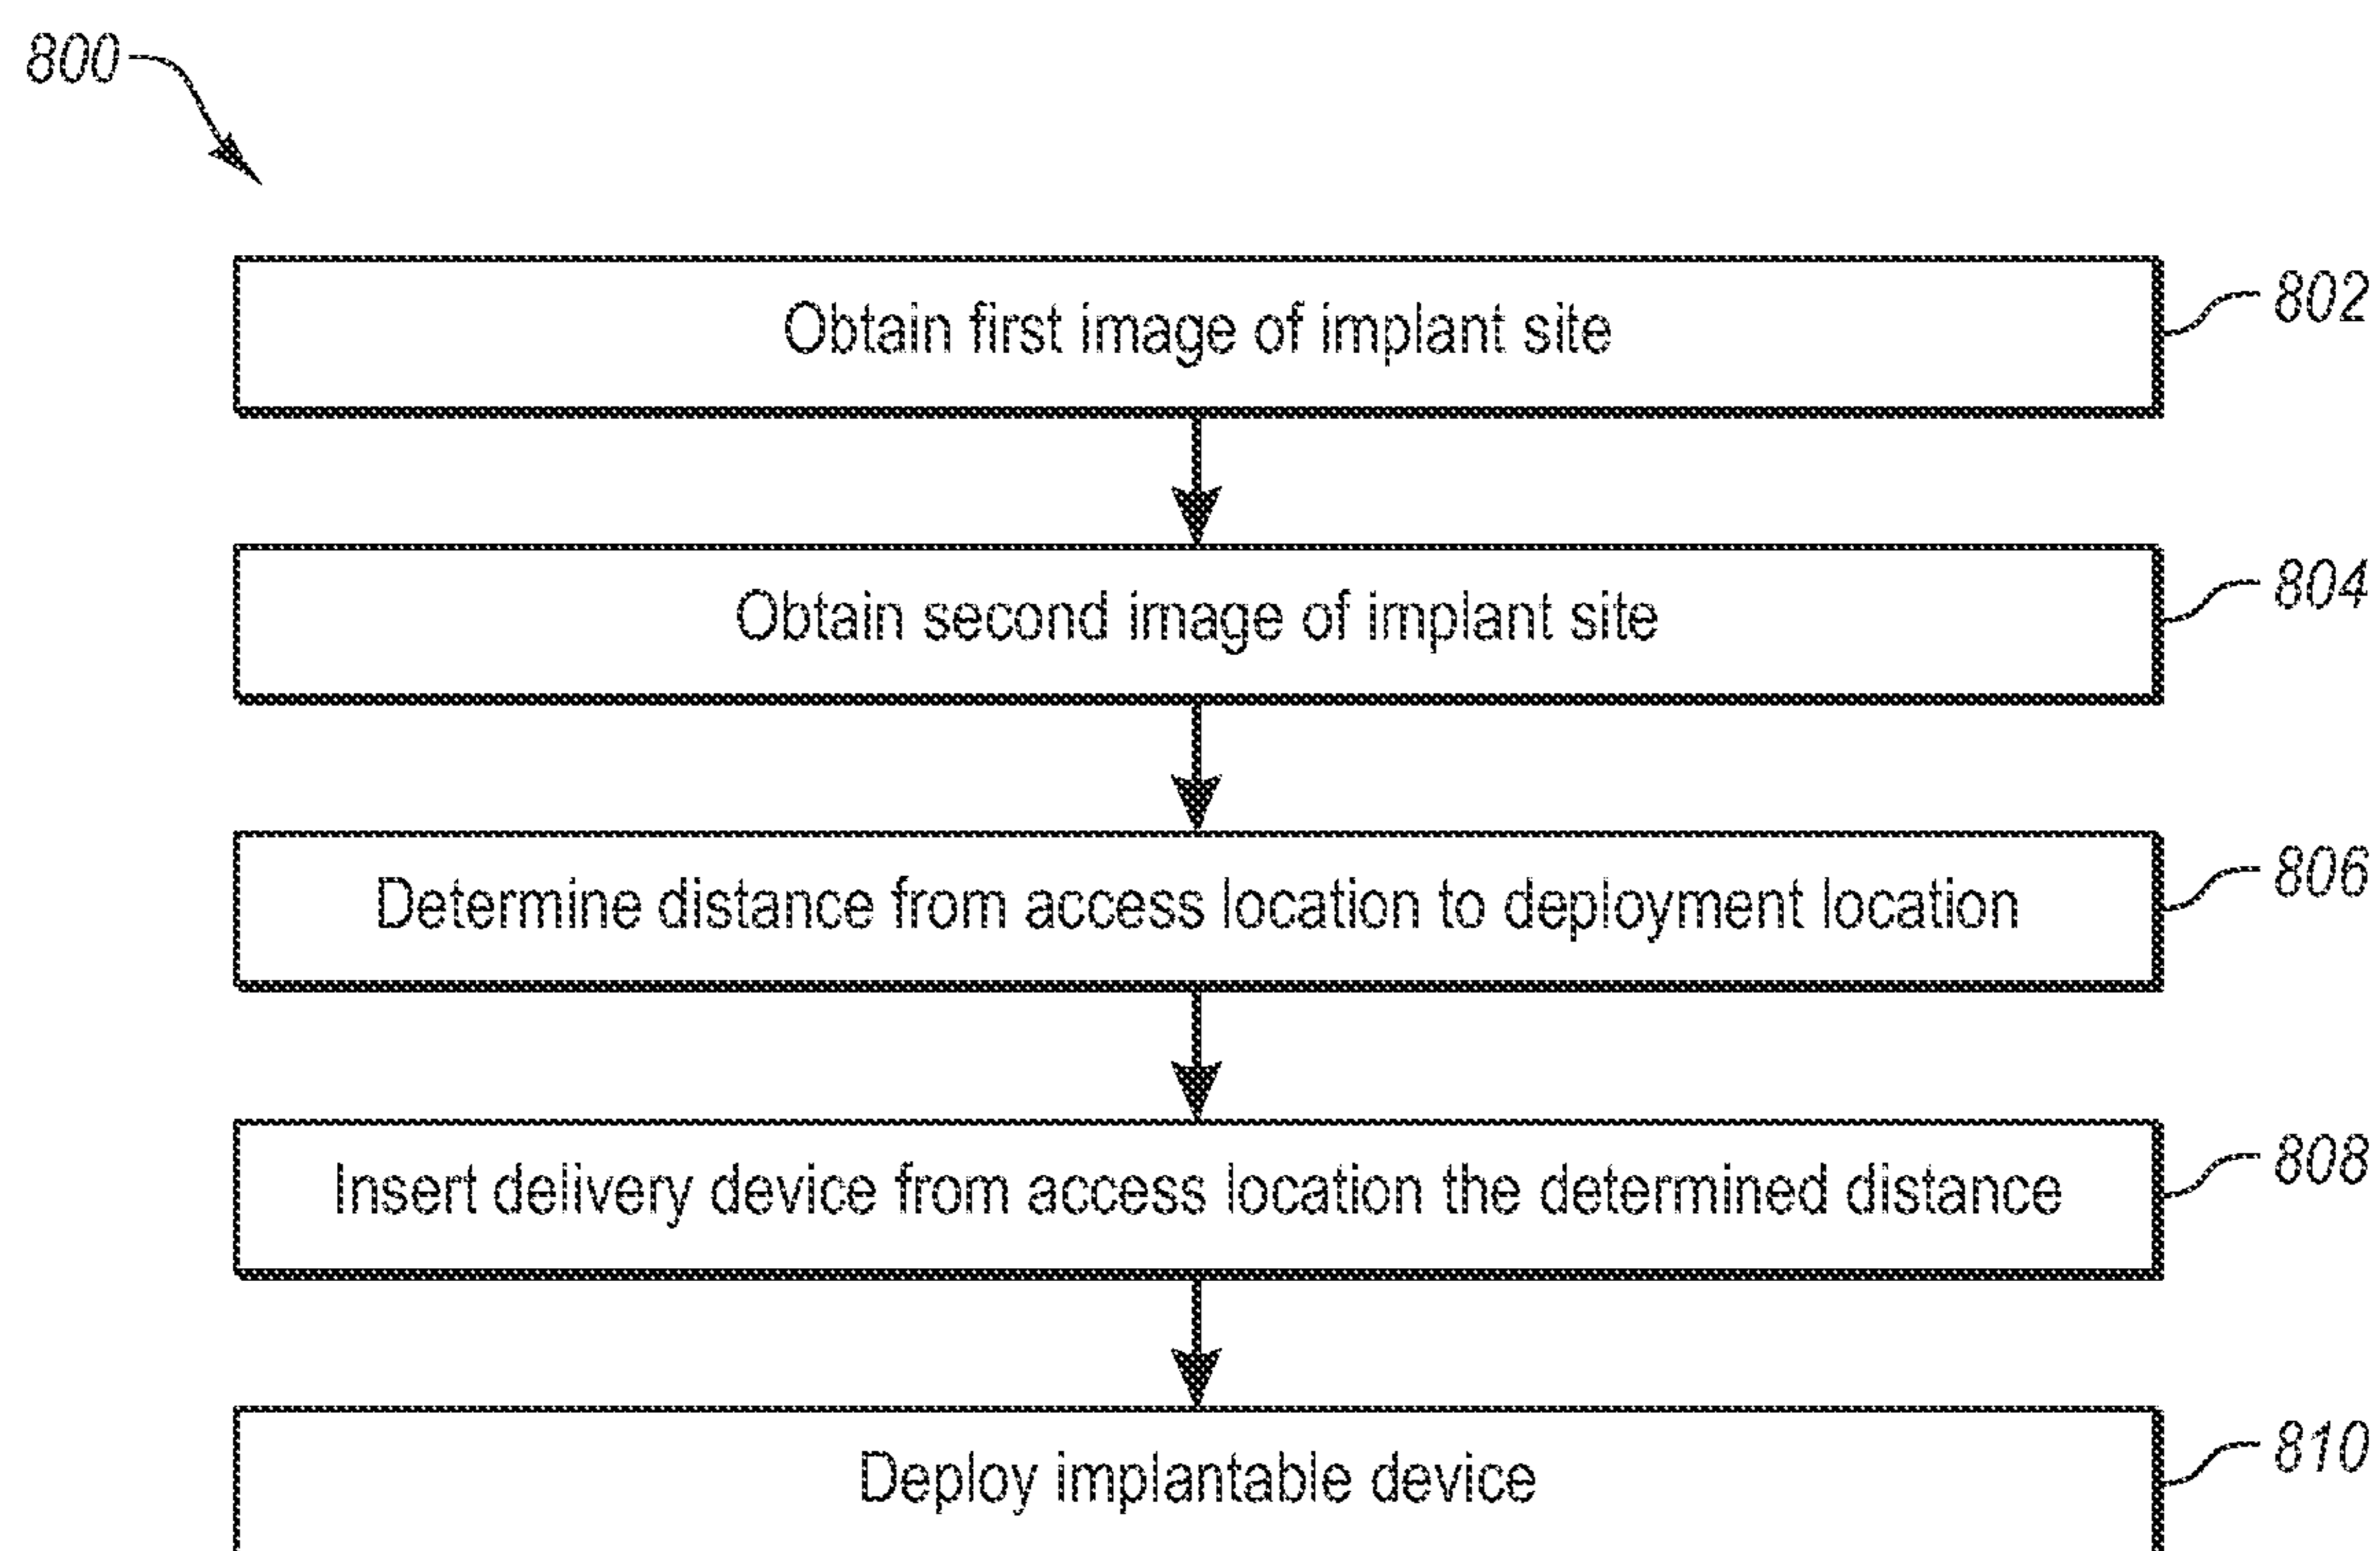 800
Obtain first image of implant site
802
Obtain second image of implant site
804
Determine distance from access location to deployment location
806
Insert delivery device from access location the determined distance
808
Deploy implantable device
810